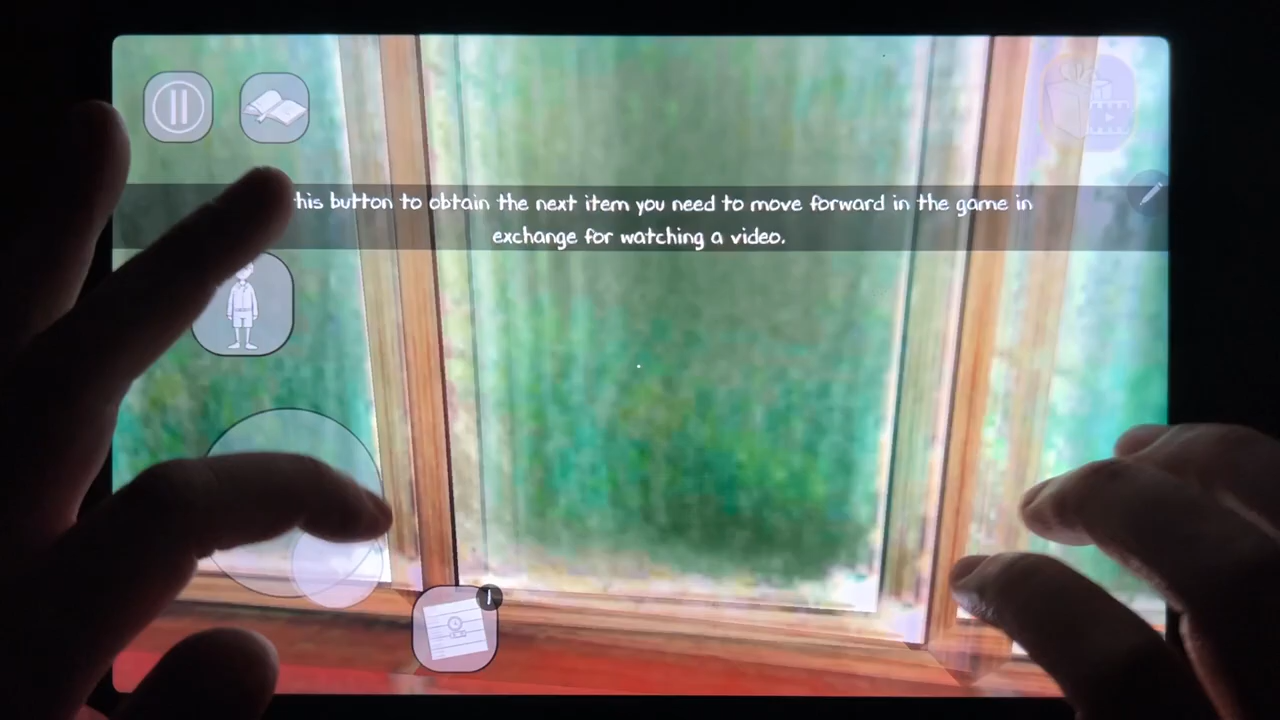 his button to obtain the next item you need to move forward in the game in
exchange for watching a video.
1